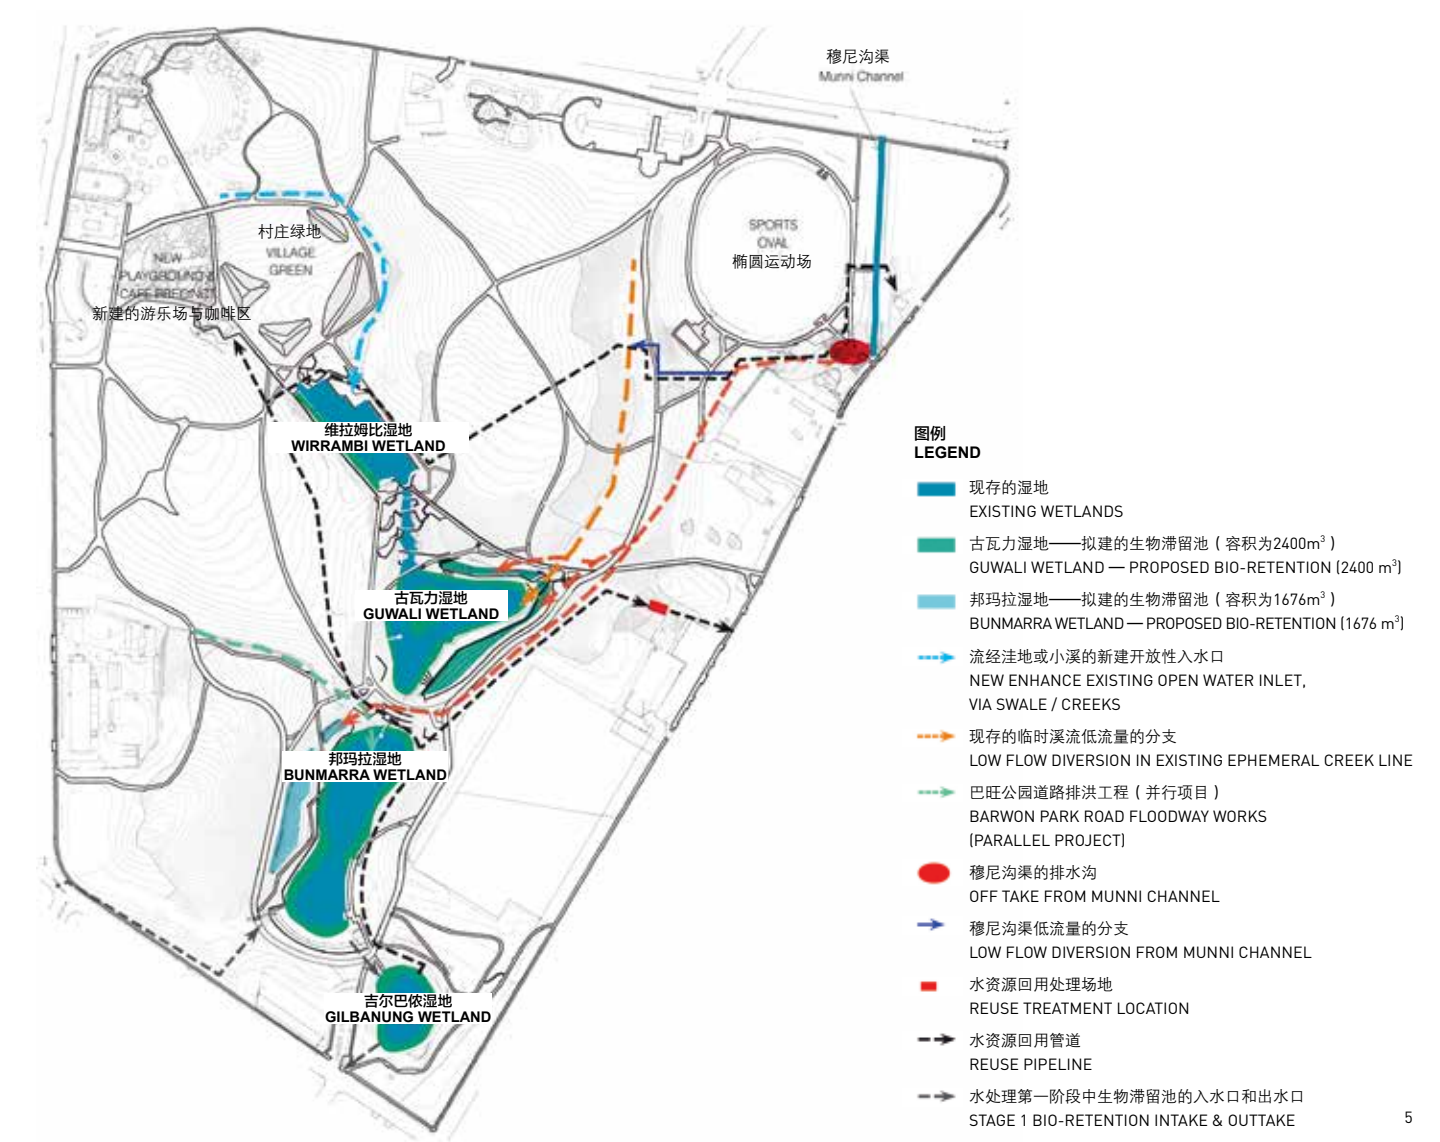 穆尼沟渠
Munni Channel
村庄绿地
VILLAGE
GREEN
NEW
PLAYGROUND &
CAFE PRECINCT
新建的游乐场与咖啡区
SPORTS
OVAL
椭圆运动场
维拉姆比湿地
WIRRAMBI WETLAND
古瓦力湿地
GUWALI WETLAND
邦玛拉湿地
BUNMARRA WETLAND
吉尔巴侬湿地
GILBANUNG WETLAND
图例
LEGEND
现存的湿地
EXISTING WETLANDS
古瓦力湿地——拟建的生物滞留池（容积为2400m³）
GUWALI WETLAND — PROPOSED BIO-RETENTION (2400 m³)
邦玛拉湿地——拟建的生物滞留池（容积为1676m³）
BUNMARRA WETLAND — PROPOSED BIO-RETENTION (1676 m³)
流经洼地或小溪的新建开放性入水口
NEW ENHANCE EXISTING OPEN WATER INLET,
VIA SWALE / CREEKS
现存的临时溪流低流量的分支
LOW FLOW DIVERSION IN EXISTING EPHEMERAL CREEK LINE
巴旺公园道路排洪工程（并行项目）
BARWON PARK ROAD FLOODWAY WORKS
(PARALLEL PROJECT)
穆尼沟渠的排水沟
OFF TAKE FROM MUNNI CHANNEL
穆尼沟渠低流量的分支
LOW FLOW DIVERSION FROM MUNNI CHANNEL
水资源回用处理场地
REUSE TREATMENT LOCATION
水资源回用管道
REUSE PIPELINE
水处理第一阶段中生物滞留池的入水口和出水口
STAGE 1 BIO-RETENTION INTAKE & OUTTAKE
5